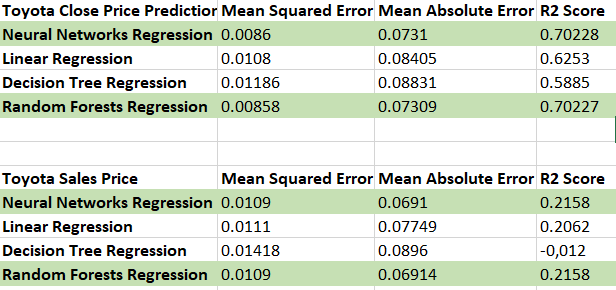 Toyota Close Price Prediction Mean Squared Error Mean Absolute Error R2 Score
Neural Networks Regression 0.0086 0.0731 0.70228
Linear Regression 0.0108 0.08405 0.6253
Decision Tree Regression 0.01186 0.08831 0.5885
Random Forests Regression 0.00858 0.07309 0.70227
Toyota Sales Price Mean Squared Error Mean Absolute Error R2 Score
Neural Networks Regression 0.0109 0.0691 0.2158
Linear Regression 0.0111 0.07749 0.2062
Decision Tree Regression 0.01418 0.0896 -0,012
Random Forests Regression 0.0109 0.06914 0.2158